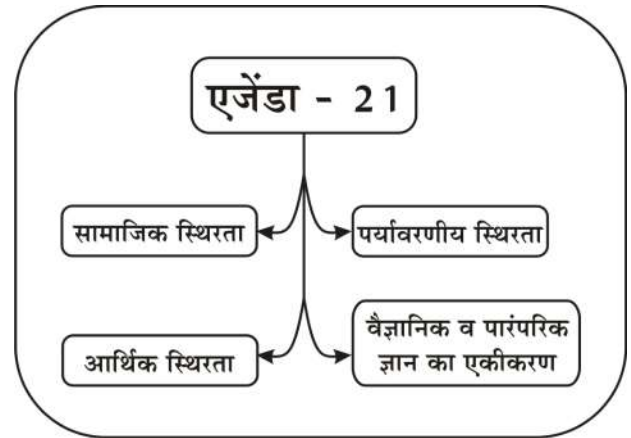 एजेंडा - 21
सामाजिक स्थिरता
पर्यावरणीय स्थिरता
आर्थिक स्थिरता
वैज्ञानिक व पारंपरिक
ज्ञान का एकीकरण